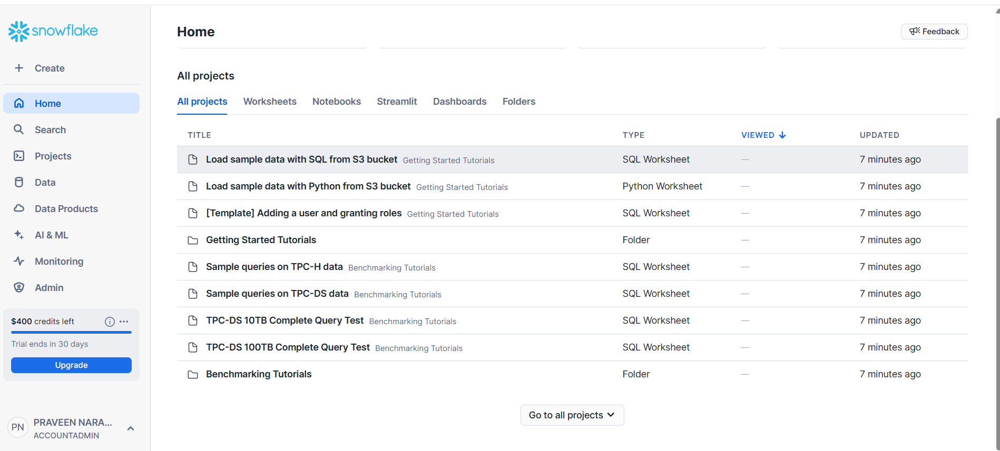 snowflake
Create
Home
Search
Projects
Data
Data Products
AI & ML
Monitoring
Admin
$400 credits left
Trial ends in 30 days
Upgrade
PN
PRAVEEN NARA...
ACCOUNTADMIN
Home
Feedback
All projects
All projects Worksheets Notebooks Streamlit Dashboards Folders
TITLE TYPE VIEWED UPDATED
Load sample data with SQL from S3 bucket Getting Started Tutorials SQL Worksheet — 7 minutes ago
Load sample data with Python from S3 bucket Getting Started Tutorials Python Worksheet — 7 minutes ago
[Template] Adding a user and granting roles Getting Started Tutorials SQL Worksheet — 7 minutes ago
Getting Started Tutorials Folder — 7 minutes ago
Sample queries on TPC-H data Benchmarking Tutorials SQL Worksheet — 7 minutes ago
Sample queries on TPC-DS data Benchmarking Tutorials SQL Worksheet — 7 minutes ago
TPC-DS 10TB Complete Query Test Benchmarking Tutorials SQL Worksheet — 7 minutes ago
TPC-DS 100TB Complete Query Test Benchmarking Tutorials SQL Worksheet — 7 minutes ago
Benchmarking Tutorials Folder — 7 minutes ago
Go to all projects